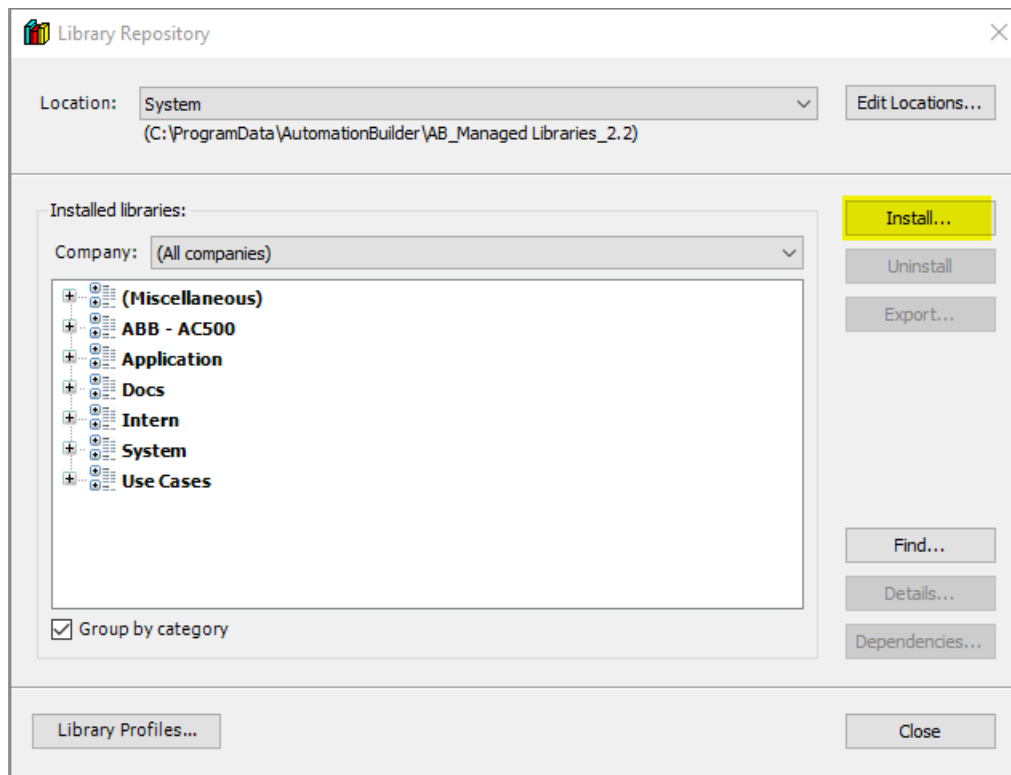 Library Repository
Location: System Edit Locations...
(C:\ProgramData\AutomationBuilder\AB_Managed Libraries_2.2)
Installed libraries:
Install...
Company: (All companies)
Uninstall
(Miscellaneous)
Export...
ABB - AC500
Application
Docs
Intern
System
Use Cases
Find...
Details...
Group by category
Dependencies...
Library Profiles... Close